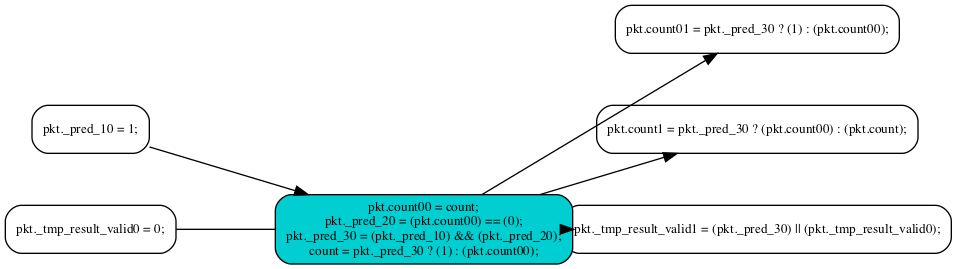 pkt.count01 = pkt._pred_30 ? (1) : (pkt.count00);
pkt._pred_10 = 1;
pkt.count1 = pkt._pred_30 ? (pkt.count00) : (pkt.count);
pkt._tmp_result_valid0 = 0;
pkt.count00 = count;
pkt._pred_20 = (pkt.count00) == (0);
pkt._pred_30 = (pkt._pred_10) && (pkt._pred_20);
count = pkt._pred_30 ? (1) : (pkt.count00);
pkt._tmp_result_valid1 = (pkt._pred_30) || (pkt._tmp_result_valid0);